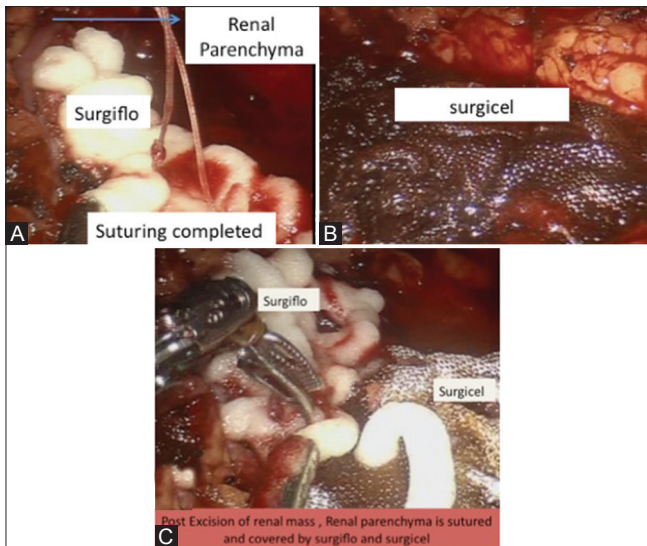 Renal
Parenchyma
Surgiflo
Suturing completed
A
surgicel
B
Surgiflo
Surgicel
C
Post Excision of renal mass , Renal parenchyma is sutured
and covered by surgiflo and surgicel